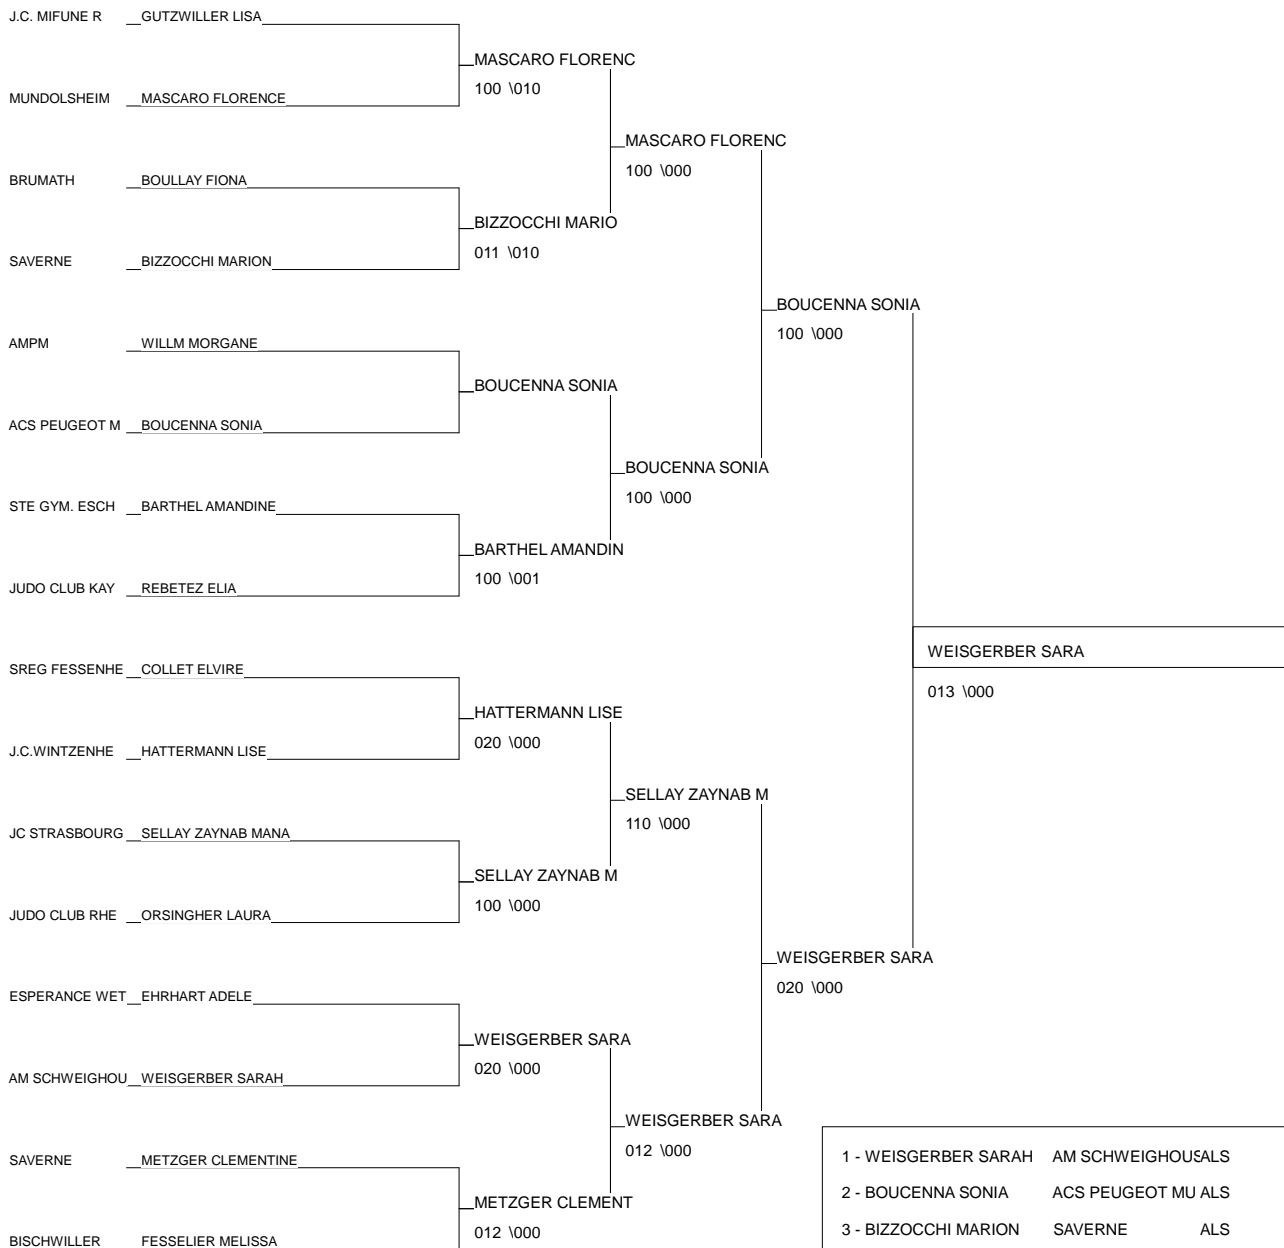 J.C. MIFUNE R GUTZWILLER LISA
MASCARO FLORENC
100 \010
MUNDOLSHEIM MASCARO FLORENCE
MASCARO FLORENC
100 \000
BRUMATH BOULLAY FIONA
BIZZOCCHI MARIO
011 \010
SAVERNE BIZZOCCHI MARION
BOUCENNA SONIA
100 \000
AMPM WILLM MORGANE
BOUCENNA SONIA
ACS PEUGEOT M BOUCENNA SONIA
BOUCENNA SONIA
100 \000
STE GYM. ESCH BARTHEL AMANDINE
BARTHEL AMANDIN
100 \001
JUDO CLUB KAY REBETEZ ELIA
WEISGERBER SARA
013 \000
SREG FESSENHE COLLET ELVIRE
HATTERMANN LISE
020 \000
J.C.WINTZENHE HATTERMANN LISE
SELLAY ZAYNAB M
110 \000
JC STRASBOURG SELLAY ZAYNAB MANA
SELLAY ZAYNAB M
100 \000
JUDO CLUB RHE ORSINGHER LAURA
WEISGERBER SARA
020 \000
ESPERANCE WET EHRHART ADELE
WEISGERBER SARA
020 \000
AM SCHWEIGHOU WEISGERBER SARAH
WEISGERBER SARA
012 \000
SAVERNE METZGER CLEMENTINE
METZGER CLEMENT
012 \000
BISCHWILLER FESSELIER MELISSA
1 - WEISGERBER SARAH AM SCHWEIGHOUS ALS
2 - BOUCENNA SONIA ACS PEUGEOT MU ALS
3 - BIZZOCCHI MARION SAVERNE ALS